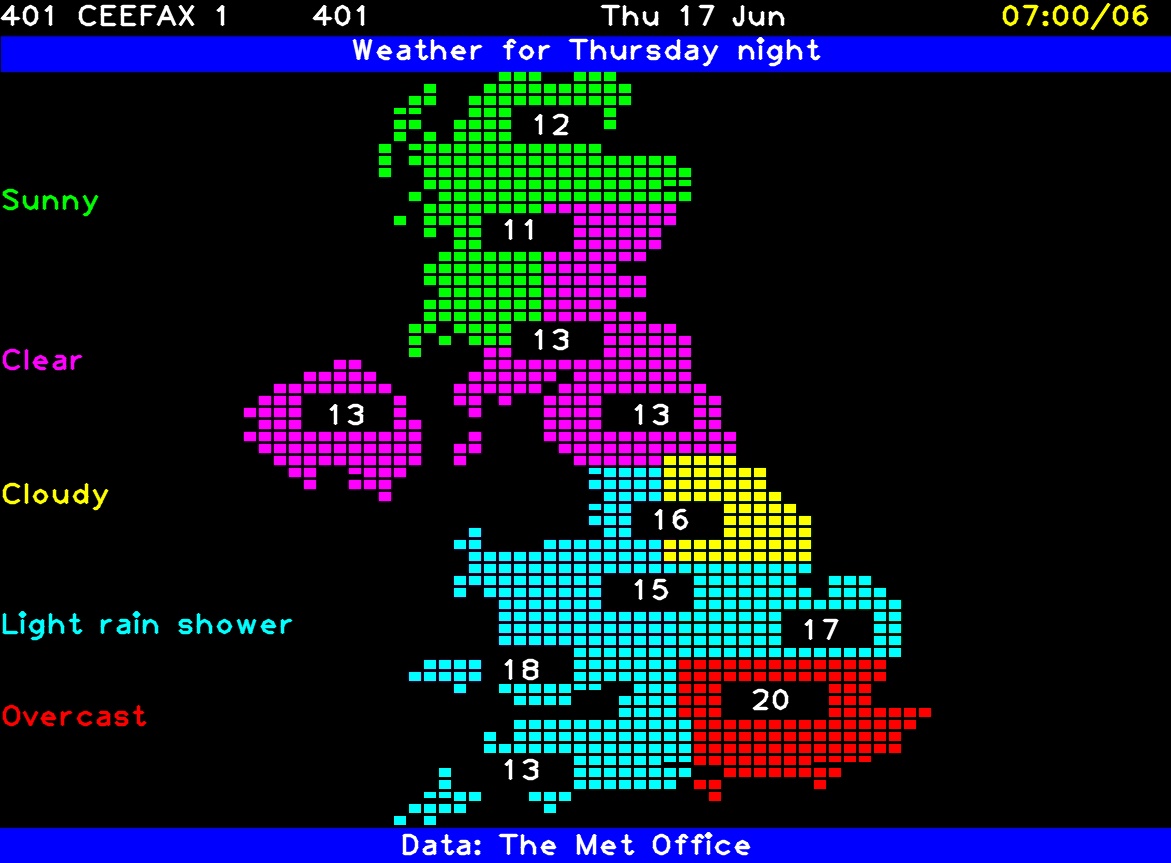 401 CEEFAX 1 401 Thu 17 Jun 07:00/06
Weather for Thursday night
12
Sunny
11
13
Clear
13 13
Cloudy
16
15
Light rain shower
17
18
20
Overcast
13
Data: The Met Office